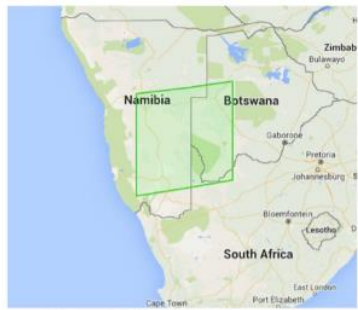 Zimbab
Bulawayo
Namibia
Botswana
Gaborone
Pretoria
Johannesburg
Bloemfontein
Lesotho
D
South Africa
East London
Cape Town
Port Elizabeth